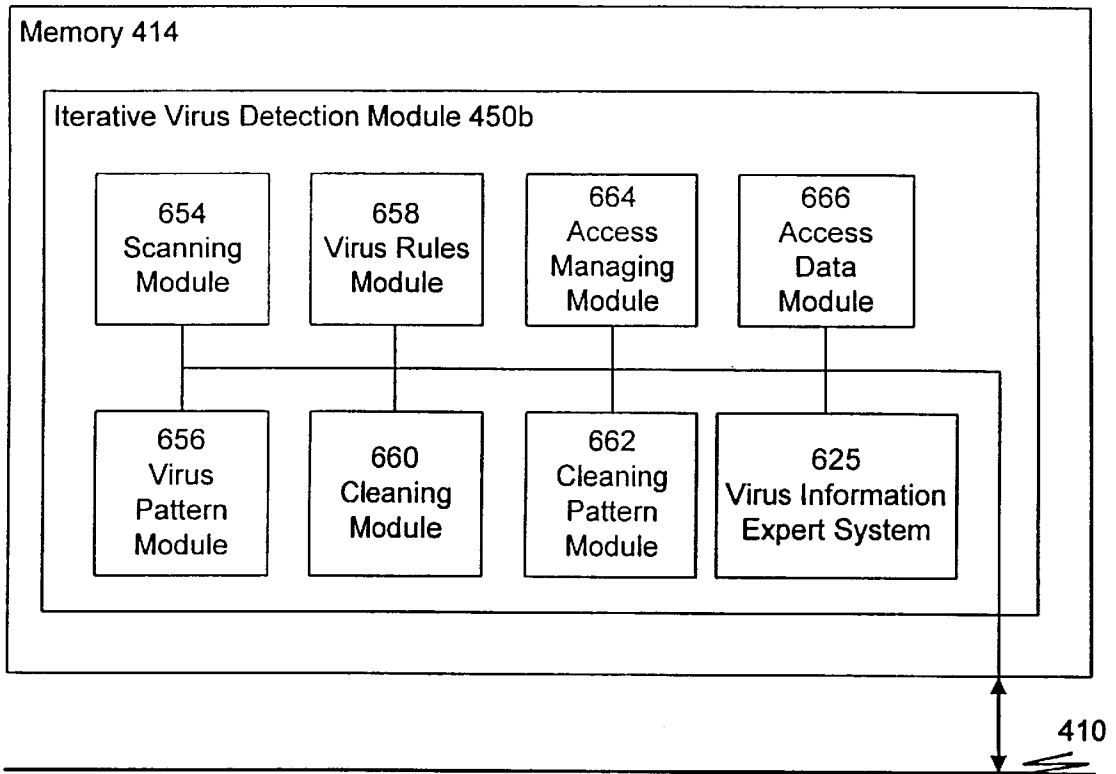 Memory 414
Iterative Virus Detection Module 450b
654
Scanning
Module
658
Virus Rules
Module
664
Access
Managing
Module
666
Access
Data
Module
656
Virus
Pattern
Module
660
Cleaning
Module
662
Cleaning
Pattern
Module
625
Virus Information
Expert System
410